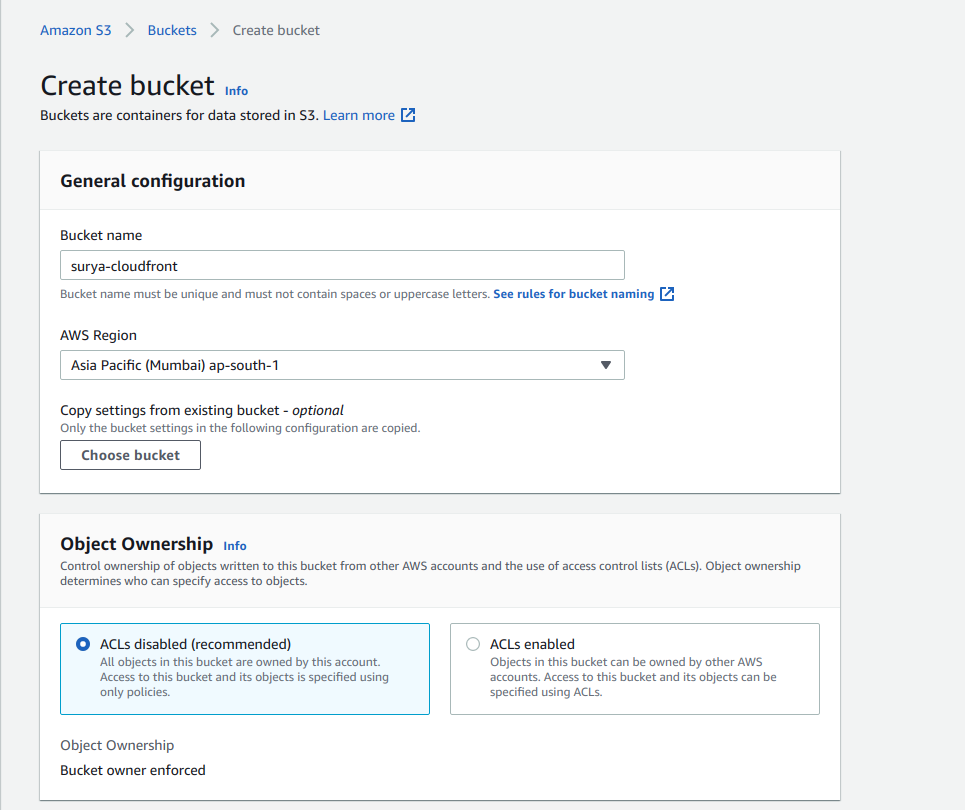 Amazon S3 > Buckets > Create bucket
Create bucket Info
Buckets are containers for data stored in S3. Learn more
General configuration
Bucket name
surya-cloudfront
Bucket name must be unique and must not contain spaces or uppercase letters. See rules for bucket naming
AWS Region
Asia Pacific (Mumbai) ap-south-1
Copy settings from existing bucket - optional
Only the bucket settings in the following configuration are copied.
Choose bucket
Object Ownership Info
Control ownership of objects written to this bucket from other AWS accounts and the use of access control lists (ACLs). Object ownership
determines who can specify access to objects.
ACLs disabled (recommended)
All objects in this bucket are owned by this account.
Access to this bucket and its objects is specified using
only policies.
ACLs enabled
Objects in this bucket can be owned by other AWS
accounts. Access to this bucket and its objects can be
specified using ACLs.
Object Ownership
Bucket owner enforced